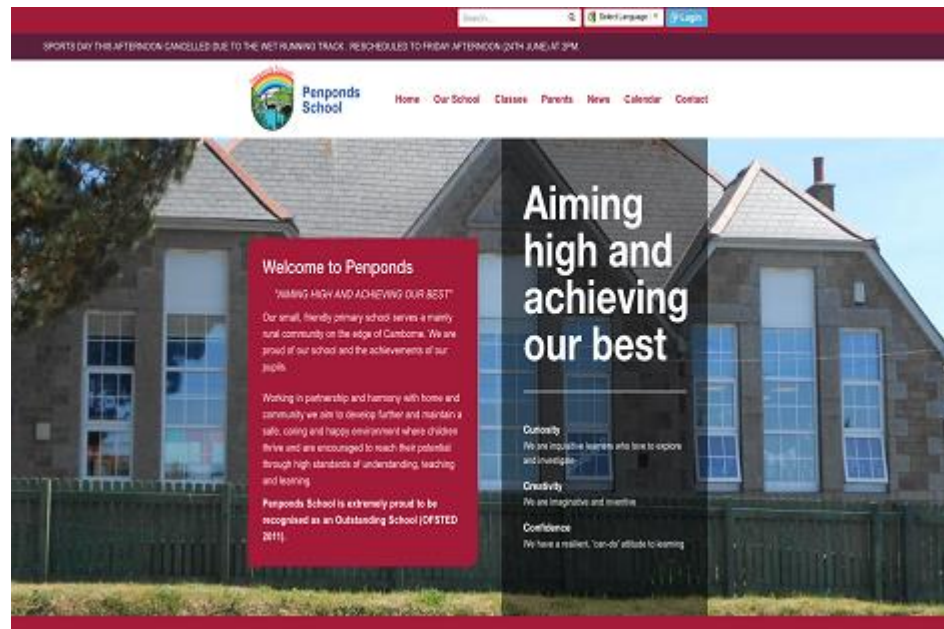 Search...
Select Language
Login
SPORTS DAY THIS AFTERNOON CANCELLED DUE TO THE WET RUNNING TRACK . RESCHEDULED TO FRIDAY AFTERNOON (24TH JUNE) AT 2PM.
Penponds
School
Home Our School Classes Parents News Calendar Contact
Welcome to Penponds
"AIMING HIGH AND ACHIEVING OUR BEST"
Our small, friendly primary school serves a mainly
rural community on the edge of Camborne. We are
proud of our school and the achievements of our
pupils.
Working in partnership and harmony with home and
community we aim to develop further and maintain a
safe, caring and happy environment where children
thrive and are encouraged to reach their potential
through high standards of understanding, teaching
and learning.
Penponds School is extremely proud to be
recognised as an Outstanding School (OFSTED
2011).
Aiming
high and
achieving
our best
Curiosity
We are inquisitive learners who love to explore
and investigate
Creativity
We are imaginative and inventive
Confidence
We have a resilient, 'can-do' attitude to learning